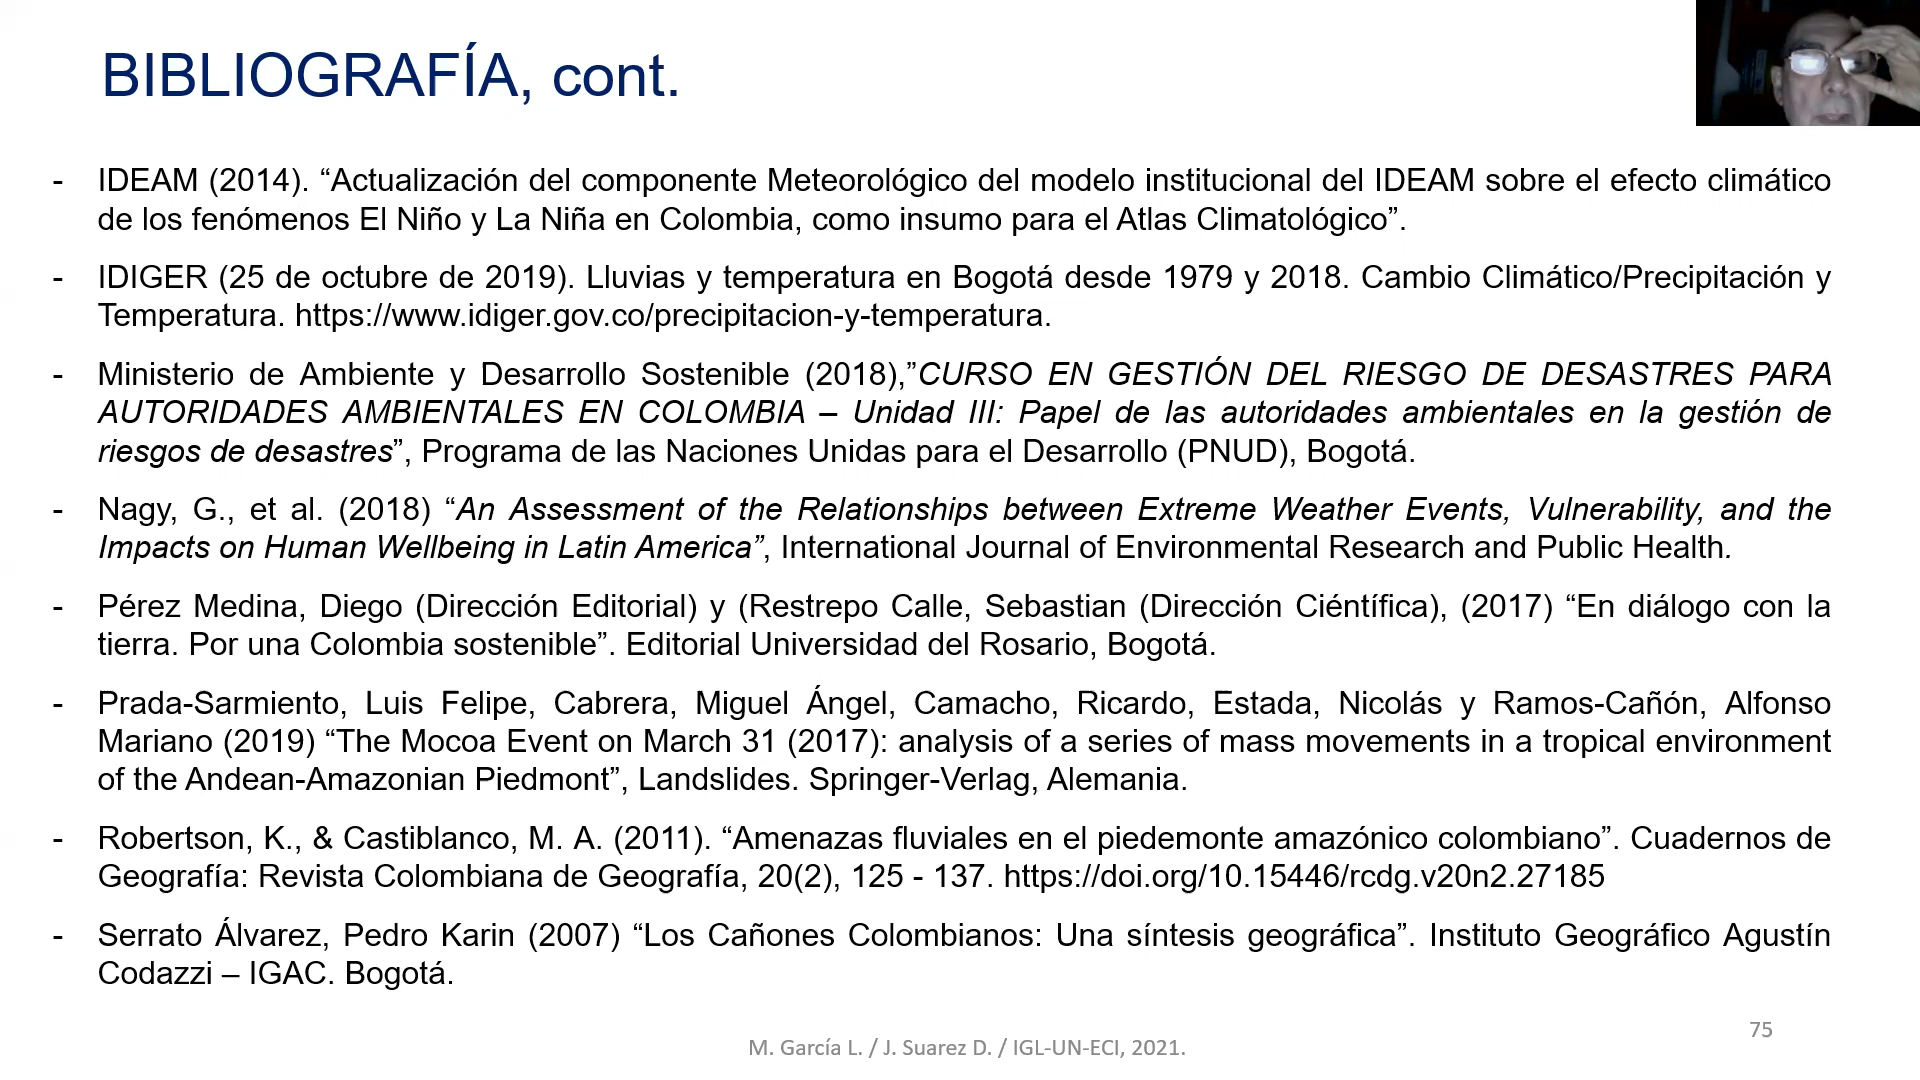 BIBLIOGRAFÍA, cont.
- IDEAM (2014). “Actualización del componente Meteorológico del modelo institucional del IDEAM sobre el efecto climático
de los fenómenos El Niño y La Niña en Colombia, como insumo para el Atlas Climatológico”.
- IDIGER (25 de octubre de 2019). Lluvias y temperatura en Bogotá desde 1979 y 2018. Cambio Climático/Precipitación y
Temperatura. https://www.idiger.gov.co/precipitacion-y-temperatura.
- Ministerio de Ambiente y Desarrollo Sostenible (2018),”CURSO EN GESTIÓN DEL RIESGO DE DESASTRES PARA
AUTORIDADES AMBIENTALES EN COLOMBIA – Unidad III: Papel de las autoridades ambientales en la gestión de
riesgos de desastres”, Programa de las Naciones Unidas para el Desarrollo (PNUD), Bogotá.
- Nagy, G., et al. (2018) “An Assessment of the Relationships between Extreme Weather Events, Vulnerability, and the
Impacts on Human Wellbeing in Latin America”, International Journal of Environmental Research and Public Health.
- Pérez Medina, Diego (Dirección Editorial) y (Restrepo Calle, Sebastian (Dirección Ciéntífica), (2017) “En diálogo con la
tierra. Por una Colombia sostenible”. Editorial Universidad del Rosario, Bogotá.
- Prada-Sarmiento, Luis Felipe, Cabrera, Miguel Ángel, Camacho, Ricardo, Estada, Nicolás y Ramos-Cañón, Alfonso
Mariano (2019) “The Mocoa Event on March 31 (2017): analysis of a series of mass movements in a tropical environment
of the Andean-Amazonian Piedmont”, Landslides. Springer-Verlag, Alemania.
- Robertson, K., & Castiblanco, M. A. (2011). “Amenazas fluviales en el piedemonte amazónico colombiano”. Cuadernos de
Geografía: Revista Colombiana de Geografía, 20(2), 125 - 137. https://doi.org/10.15446/rcdg.v20n2.27185
- Serrato Álvarez, Pedro Karin (2007) “Los Cañones Colombianos: Una síntesis geográfica”. Instituto Geográfico Agustín
Codazzi – IGAC. Bogotá.
75
M. García L. / J. Suarez D. / IGL-UN-ECI, 2021.